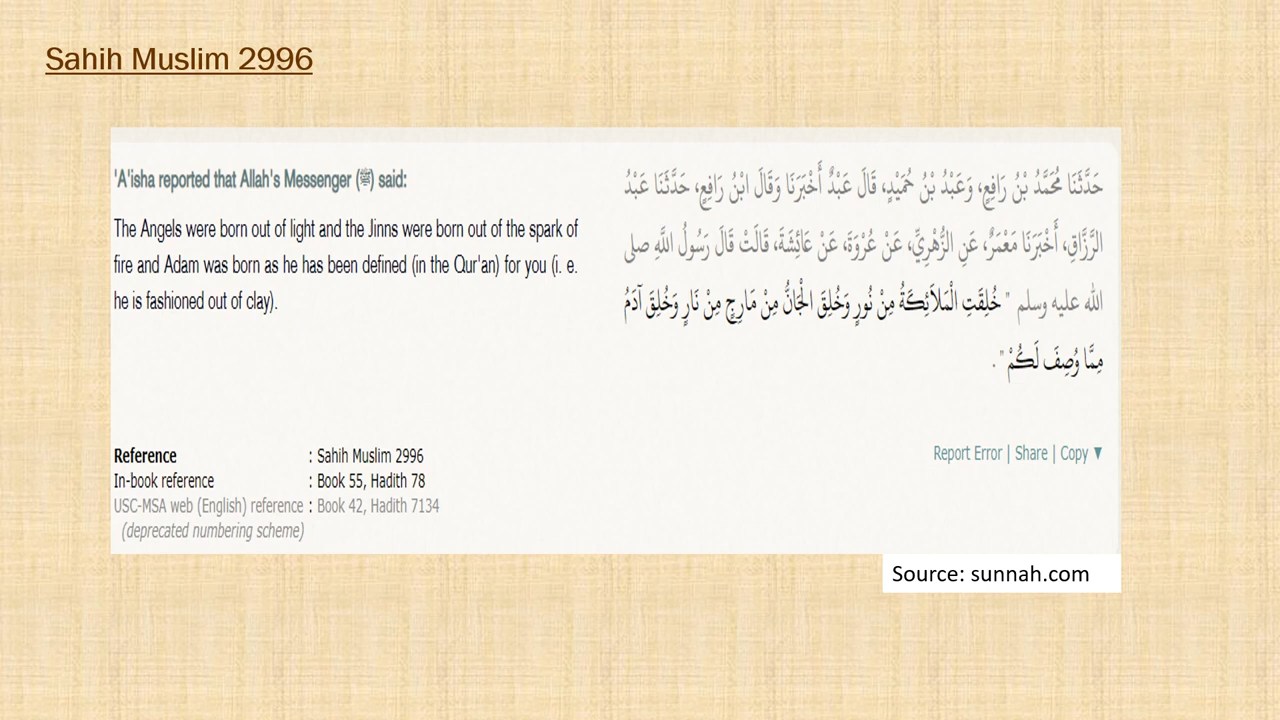 Sahih Muslim 2996
'A'isha reported that Allah's Messenger (ﷺ) said:
The Angels were born out of light and the Jinns were born out of the spark of
fire and Adam was born as he has been defined (in the Qur'an) for you (i. e.
he is fashioned out of clay).
حَدَّثَنَا مُحَمَّدُ بْنُ رَافِعٍ، وَعَبْدُ بْنُ حُمَيْدٍ، قَالَ عَبْدٌ أَخْبَرَنَا وَقَالَ ابْنُ رَافِعٍ، حَدَّثَنَا عَبْدُ
الرَّزَّاقِ، أَخْبَرَنَا مَعْمَرٌ، عَنِ الزُّهْرِيِّ، عَنْ عُرْوَةَ، عَنْ عَائِشَةَ، قَالَتْ قَالَ رَسُولُ اللَّهِ صلى
الله عليه وسلم " خُلِقَتِ الْمَلاَئِكَةُ مِنْ نُورٍ وَخُلِقَ الْجَانُّ مِنْ مَارِجٍ مِنْ نَارٍ وَخُلِقَ آدَمُ
مِمَّا وُصِفَ لَكُمْ " .
Reference : Sahih Muslim 2996
In-book reference : Book 55, Hadith 78
USC-MSA web (English) reference : Book 42, Hadith 7134
(deprecated numbering scheme)
Report Error | Share | Copy ▼
Source: sunnah.com